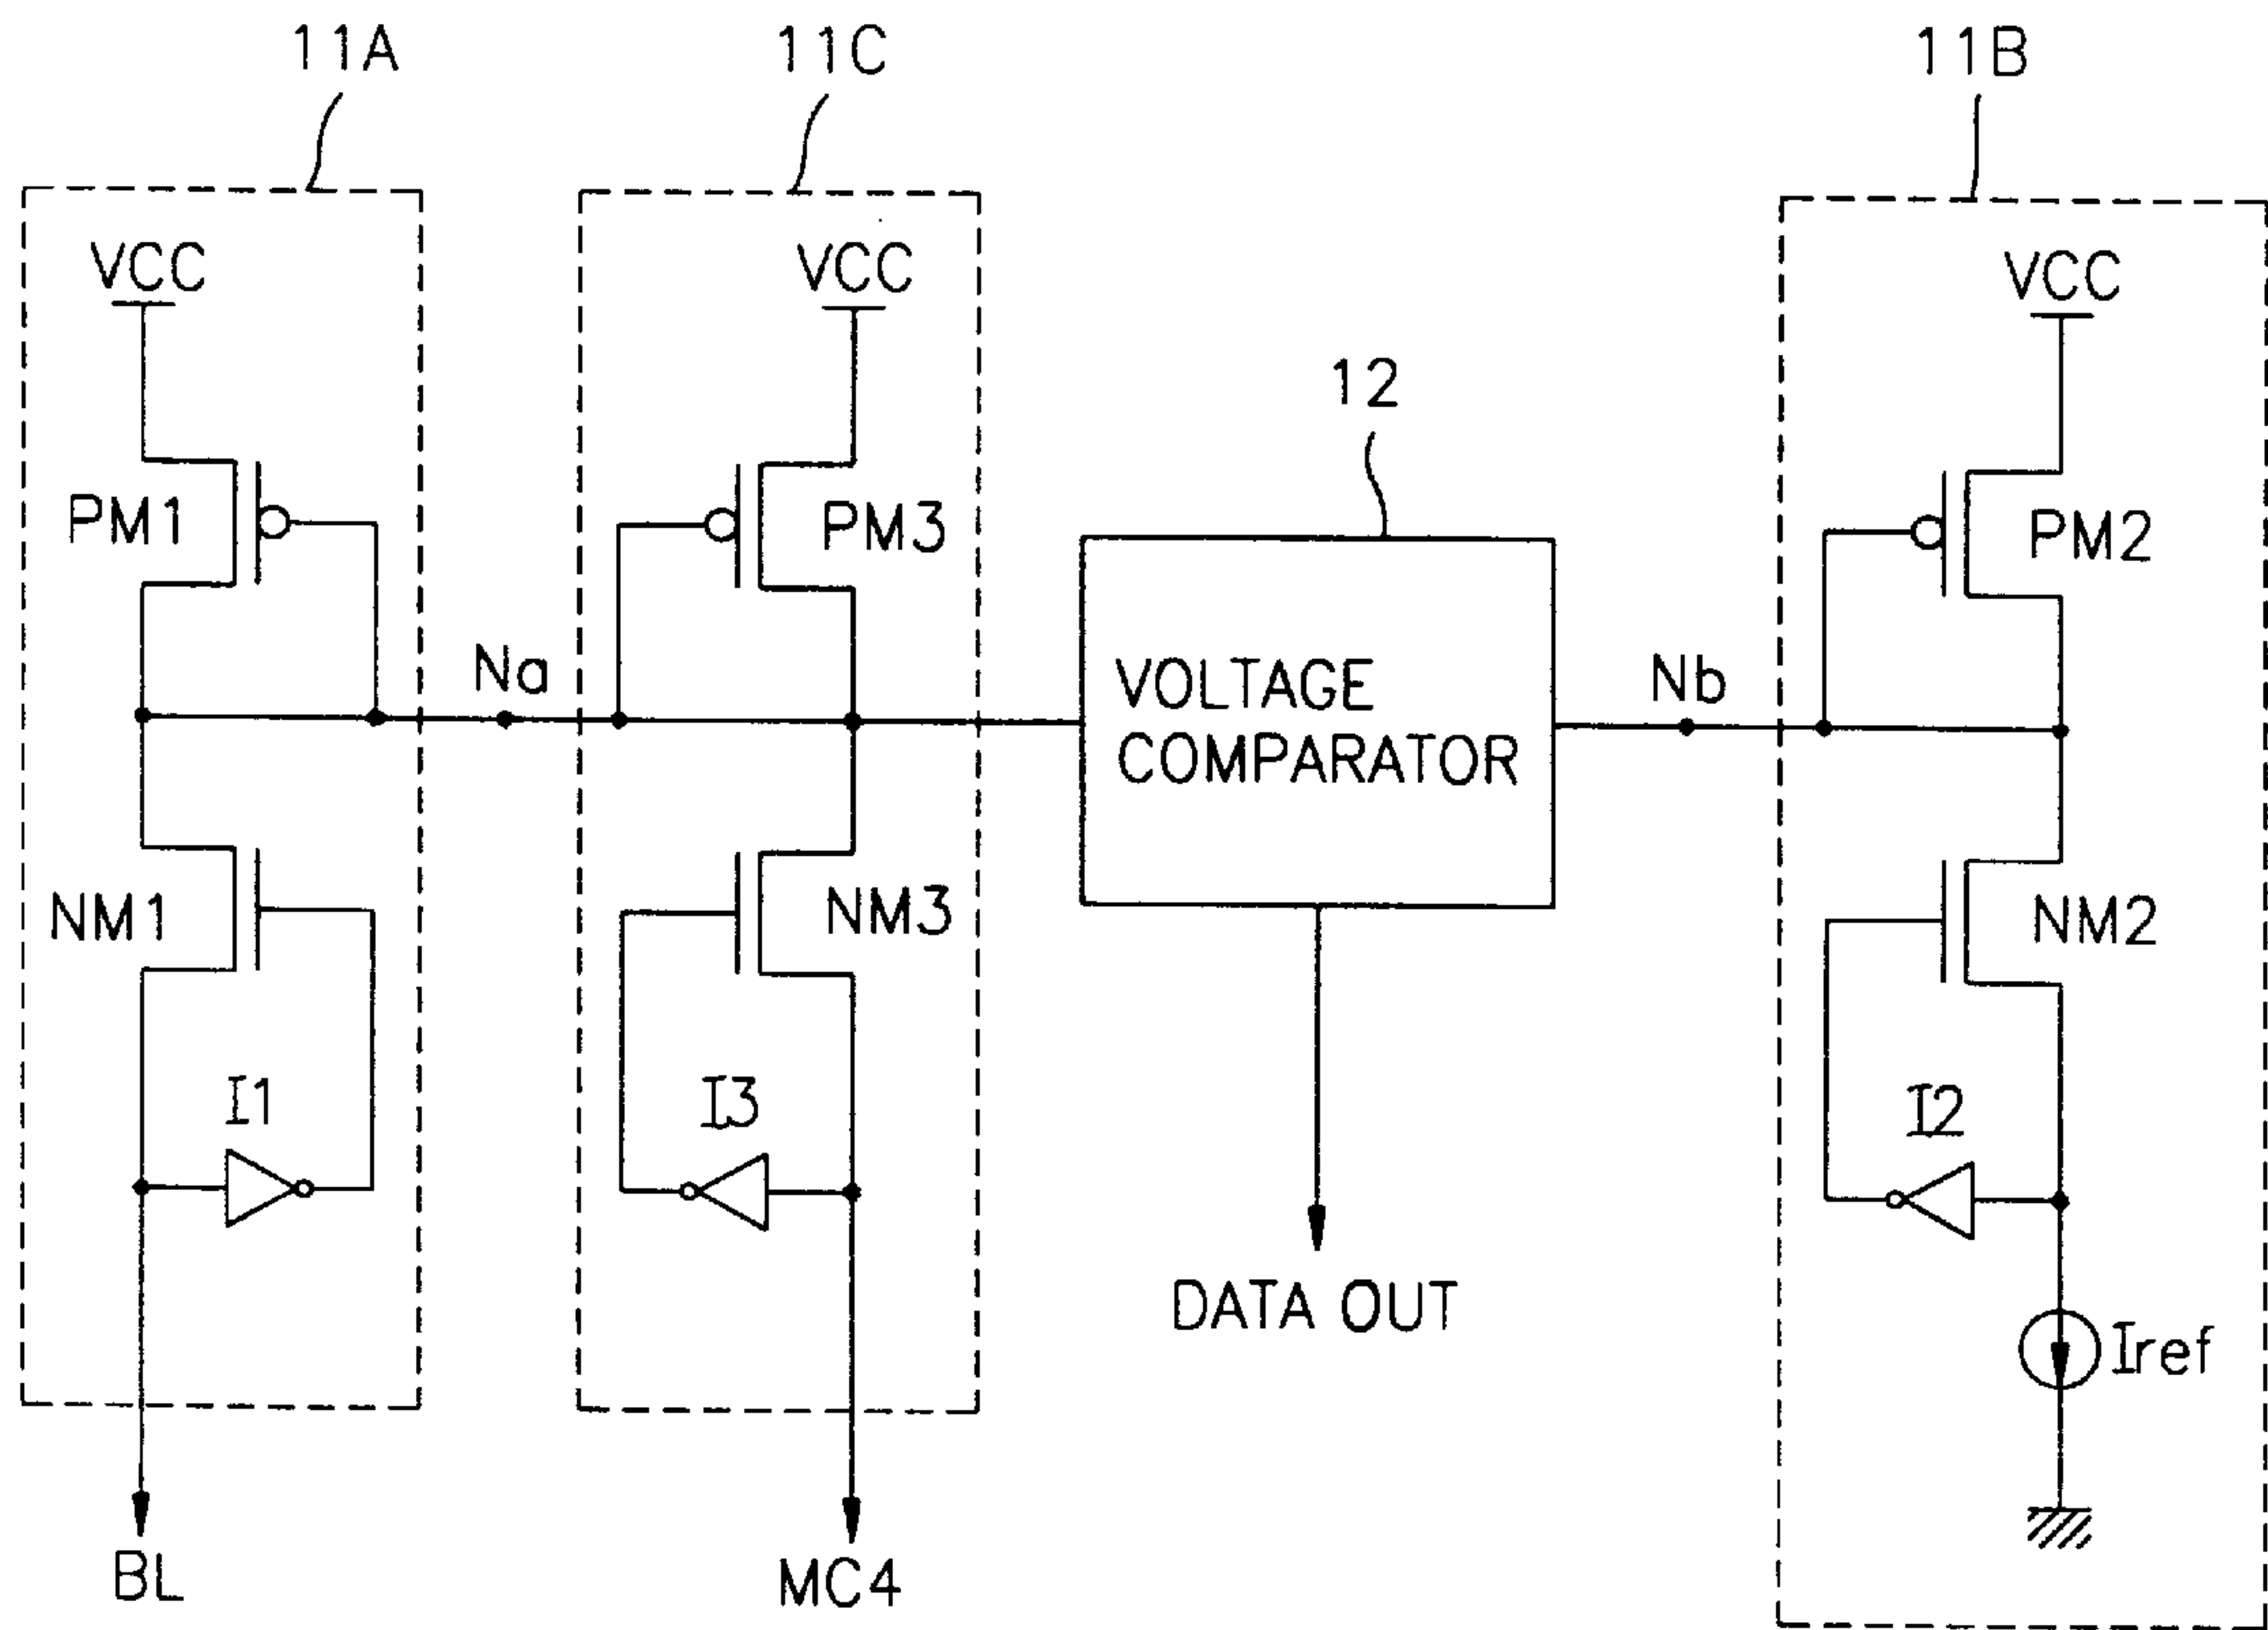 11A
11C
11B
VCC
VCC
VCC
12
PM1
PM3
PM2
Na
VOLTAGE
COMPARATOR
Nb
NM1
NM3
NM2
I1
I3
I2
DATA OUT
Iref
BL
MC4